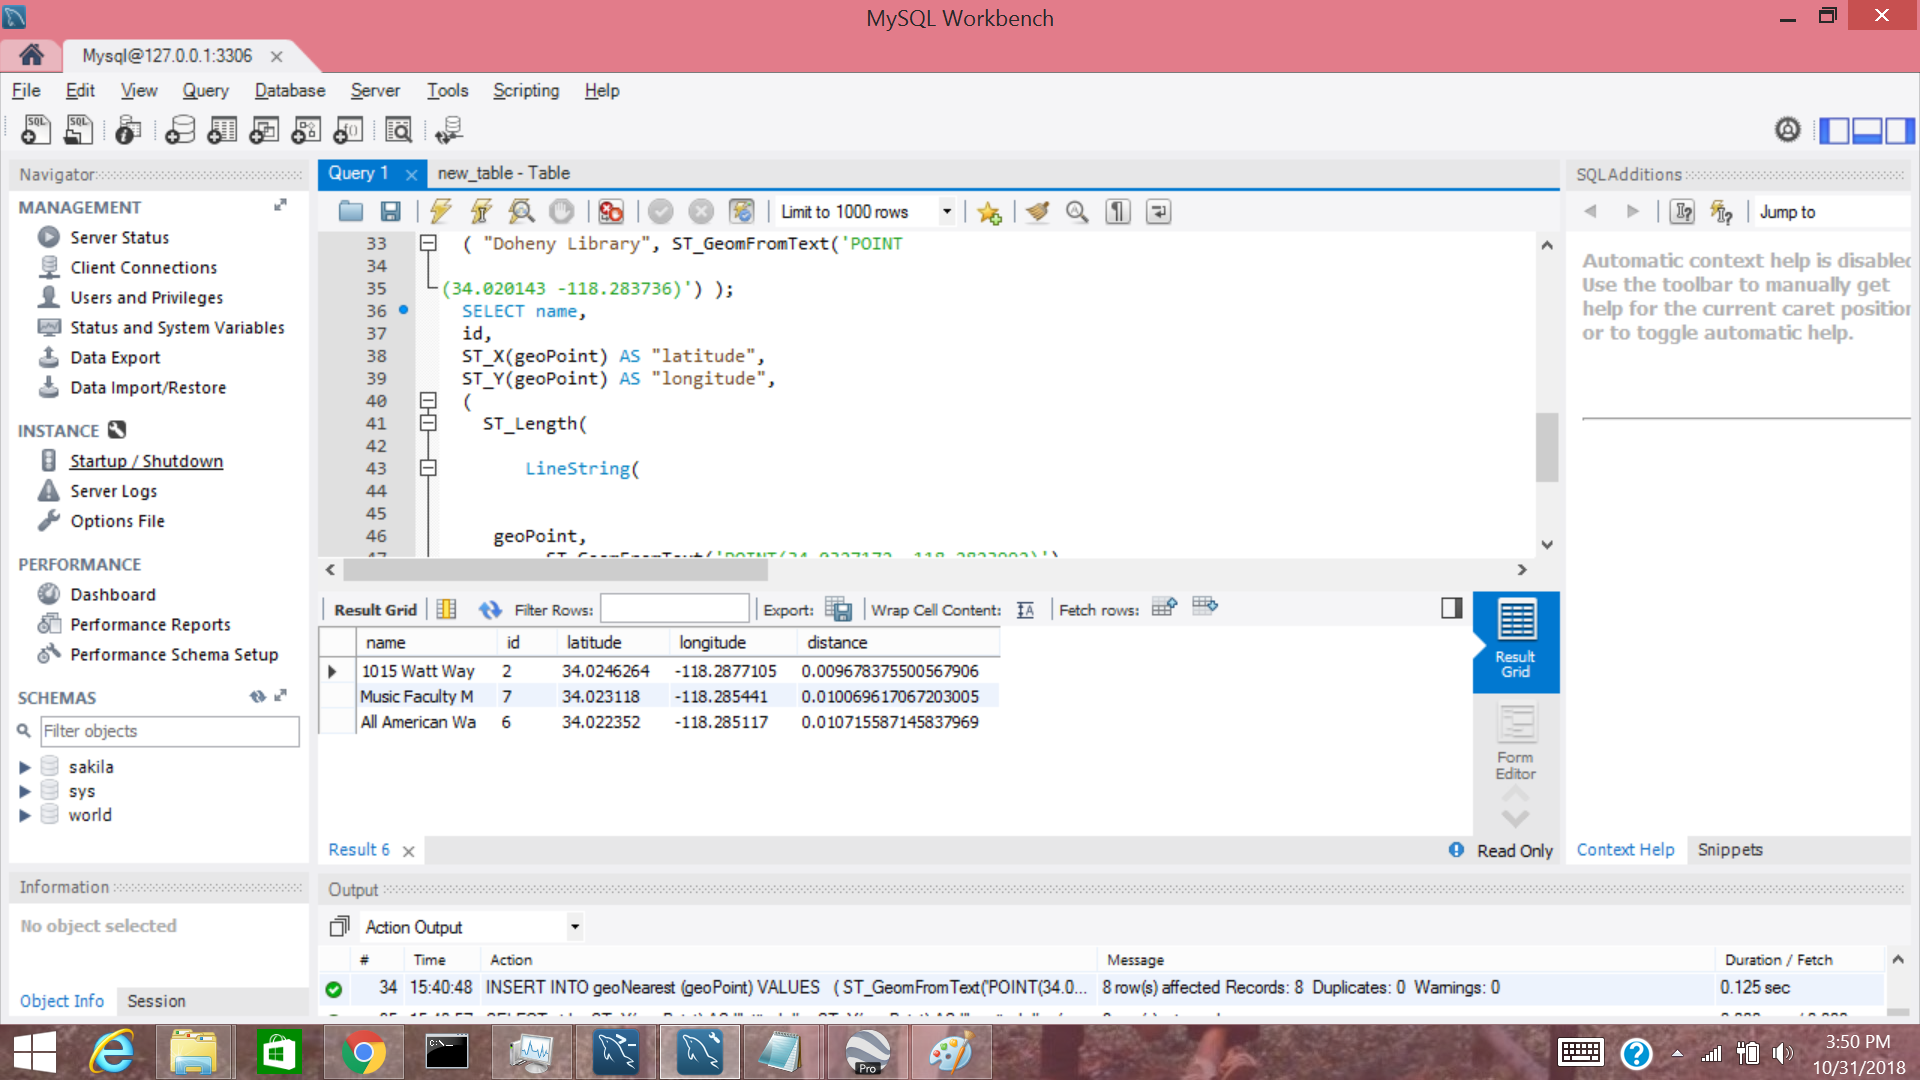 MySQL Workbench
Mysql@127.0.0.1:3306
File Edit View Query Database Server Tools Scripting Help
Navigator
MANAGEMENT
Server Status
Client Connections
Users and Privileges
Status and System Variables
Data Export
Data Import/Restore
INSTANCE
Startup / Shutdown
Server Logs
Options File
PERFORMANCE
Dashboard
Performance Reports
Performance Schema Setup
SCHEMAS
Filter objects
sakila
sys
world
Information
No object selected
Object Info Session
Query 1 new_table - Table
Limit to 1000 rows
33 ( "Doheny Library", ST_GeomFromText('POINT
34
35 (34.020143 -118.283736)') );
36 SELECT name,
37 id,
38 ST_X(geoPoint) AS "latitude",
39 ST_Y(geoPoint) AS "longitude",
40 (
41 ST_Length(
42
43 LineString(
44
45
46 geoPoint,
Result Grid Filter Rows: Export: Wrap Cell Content: Fetch rows:
name id latitude longitude distance
1015 Watt Way 2 34.0246264 -118.2877105 0.009678375500567906
Music Faculty M 7 34.023118 -118.285441 0.010069617067203005
All American Wa 6 34.022352 -118.285117 0.010715587145837969
Result Grid
Form Editor
Result 6 Read Only
SQLAdditions
Jump to
Automatic context help is disabled
Use the toolbar to manually get
help for the current caret position
or to toggle automatic help.
Context Help Snippets
Output
Action Output
# Time Action Message Duration / Fetch
34 15:40:48 INSERT INTO geoNearest (geoPoint) VALUES ( ST_GeomFromText('POINT(34.0... 8 row(s) affected Records: 8 Duplicates: 0 Warnings: 0 0.125 sec
Pro
3:50 PM
10/31/2018